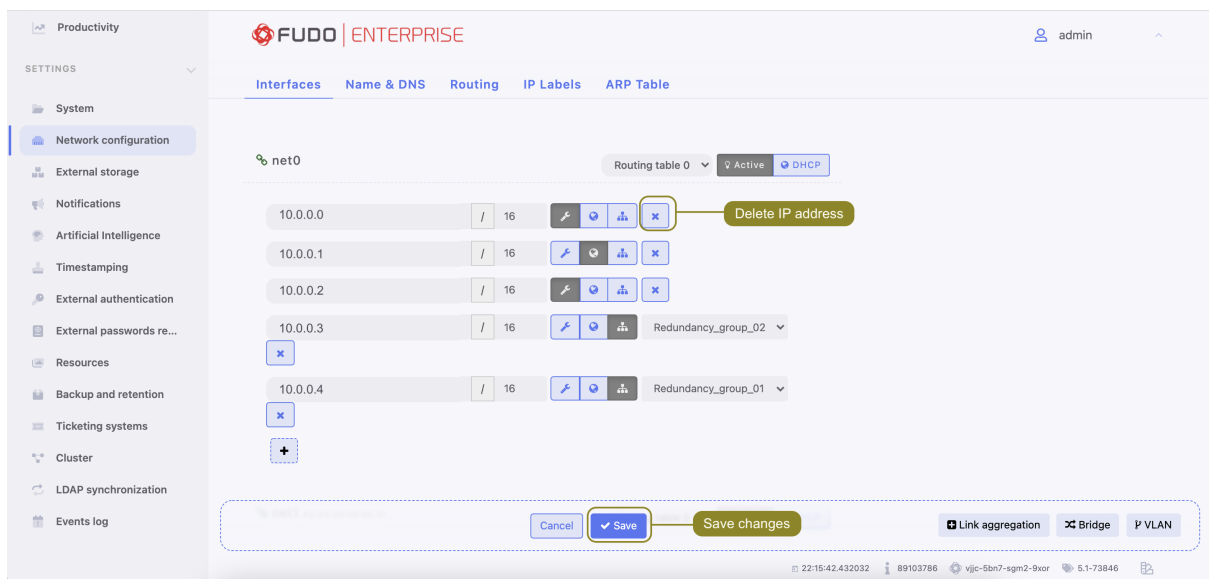 Productivity
FUDO ENTERPRISE
admin
SETTINGS
Interfaces Name & DNS Routing IP Labels ARP Table
System
Network configuration
External storage
Notifications
Artificial Intelligence
Timestamping
External authentication
External passwords re...
Resources
Backup and retention
Ticketing systems
Cluster
LDAP synchronization
Events log
net0 Routing table 0 Active DHCP
10.0.0.0 / 16 Delete IP address
10.0.0.1 / 16
10.0.0.2 / 16
10.0.0.3 / 16 Redundancy_group_02
10.0.0.4 / 16 Redundancy_group_01
Cancel Save Save changes Link aggregation Bridge VLAN
22:15:42.432032 89103786 vjjc-5bn7-sgm2-9xor 5.1-73846